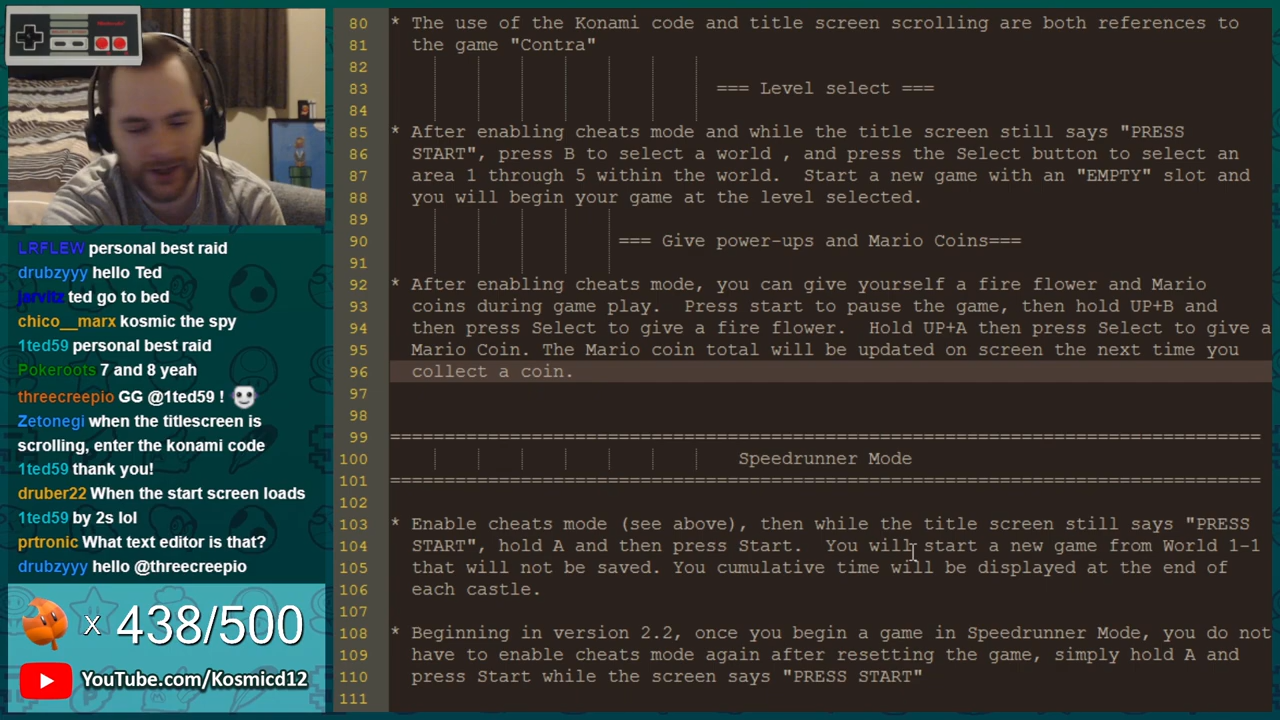 Nintendo
LRFLEW personal best raid
drubzyyy hello Ted
jarvitz ted go to bed
chico__marx kosmic the spy
1ted59 personal best raid
Pokeroots 7 and 8 yeah
threecreepio GG @1ted59 !
Zetonegi when the titlescreen is
scrolling, enter the konami code
1ted59 thank you!
druber22 When the start screen loads
1ted59 by 2s lol
prtronic What text editor is that?
drubzyyy hello @threecreepio
x 438/500
YouTube.com/Kosmicd12
80 * The use of the Konami code and title screen scrolling are both references to
81 the game "Contra"
82
83 === Level select ===
84
85 * After enabling cheats mode and while the title screen still says "PRESS
86 START", press B to select a world , and press the Select button to select an
87 area 1 through 5 within the world.  Start a new game with an "EMPTY" slot and
88 you will begin your game at the level selected.
89
90 === Give power-ups and Mario Coins===
91
92 * After enabling cheats mode, you can give yourself a fire flower and Mario
93 coins during game play.  Press start to pause the game, then hold UP+B and
94 then press Select to give a fire flower.  Hold UP+A then press Select to give a
95 Mario Coin. The Mario coin total will be updated on screen the next time you
96 collect a coin.
97
98
99 ================================================================================
100 Speedrunner Mode
101 ================================================================================
102
103 * Enable cheats mode (see above), then while the title screen still says "PRESS
104 START", hold A and then press Start.  You will start a new game from World 1-1
105 that will not be saved. You cumulative time will be displayed at the end of
106 each castle.
107
108 * Beginning in version 2.2, once you begin a game in Speedrunner Mode, you do not
109 have to enable cheats mode again after resetting the game, simply hold A and
110 press Start while the screen says "PRESS START"
111